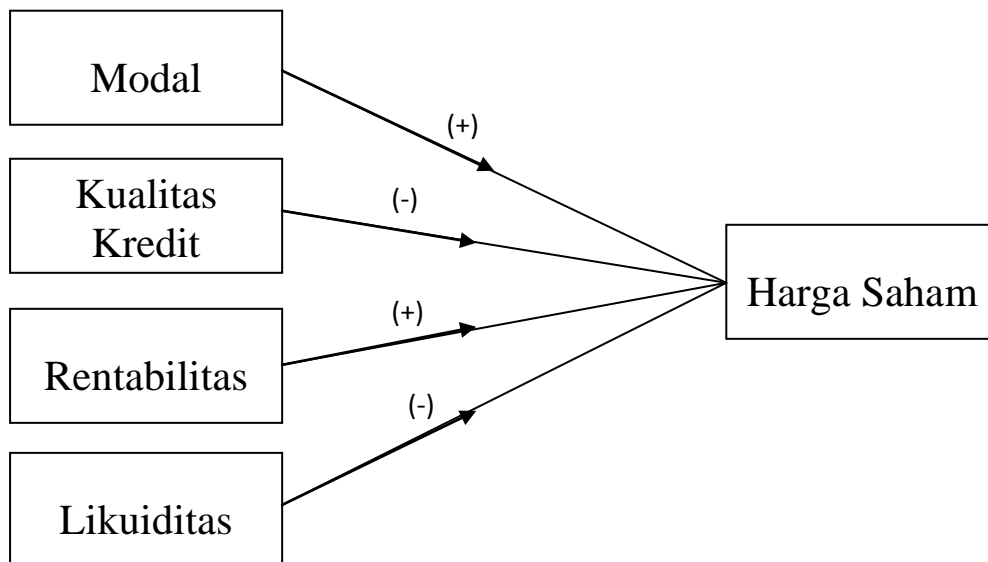 Modal
(+)
Kualitas
Kredit
(-)
Harga Saham
Rentabilitas
(+)
(-)
Likuiditas